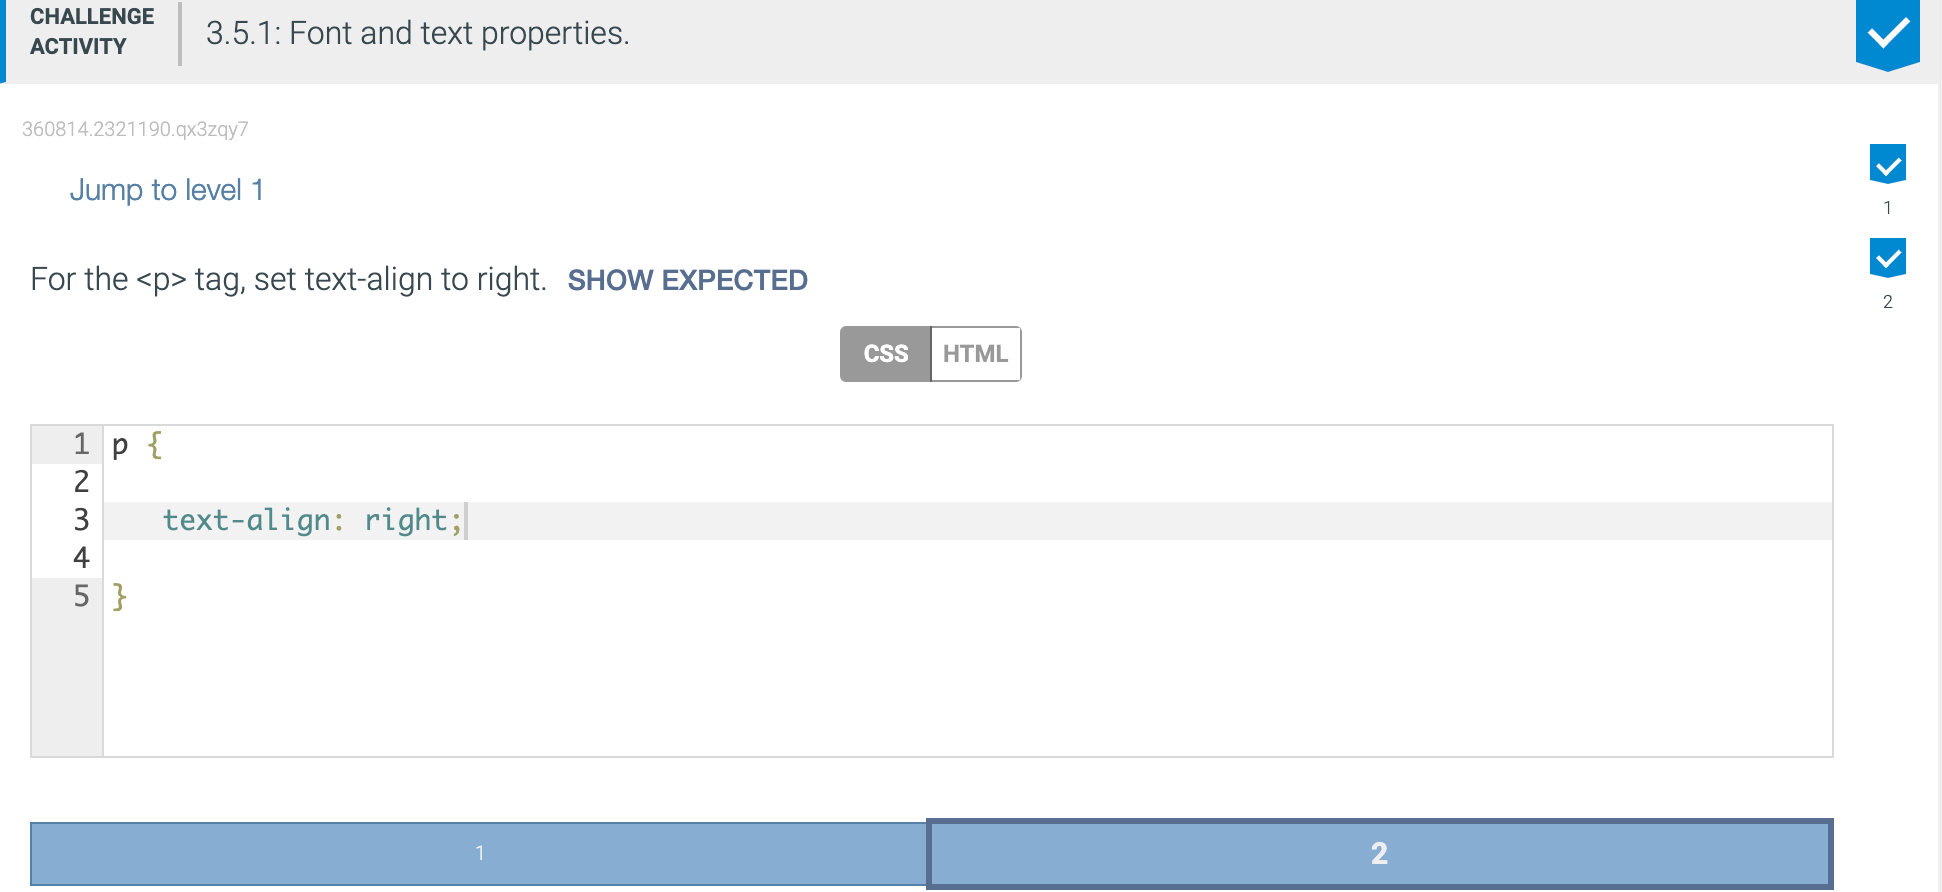 CHALLENGE
ACTIVITY
3.5.1: Font and text properties.
360814.2321190.qx3zqy7
Jump to level 1
1
2
For the <p> tag, set text-align to right. SHOW EXPECTED
CSS HTML
1 p {
2
3 text-align: right;
4
5 }
1 2